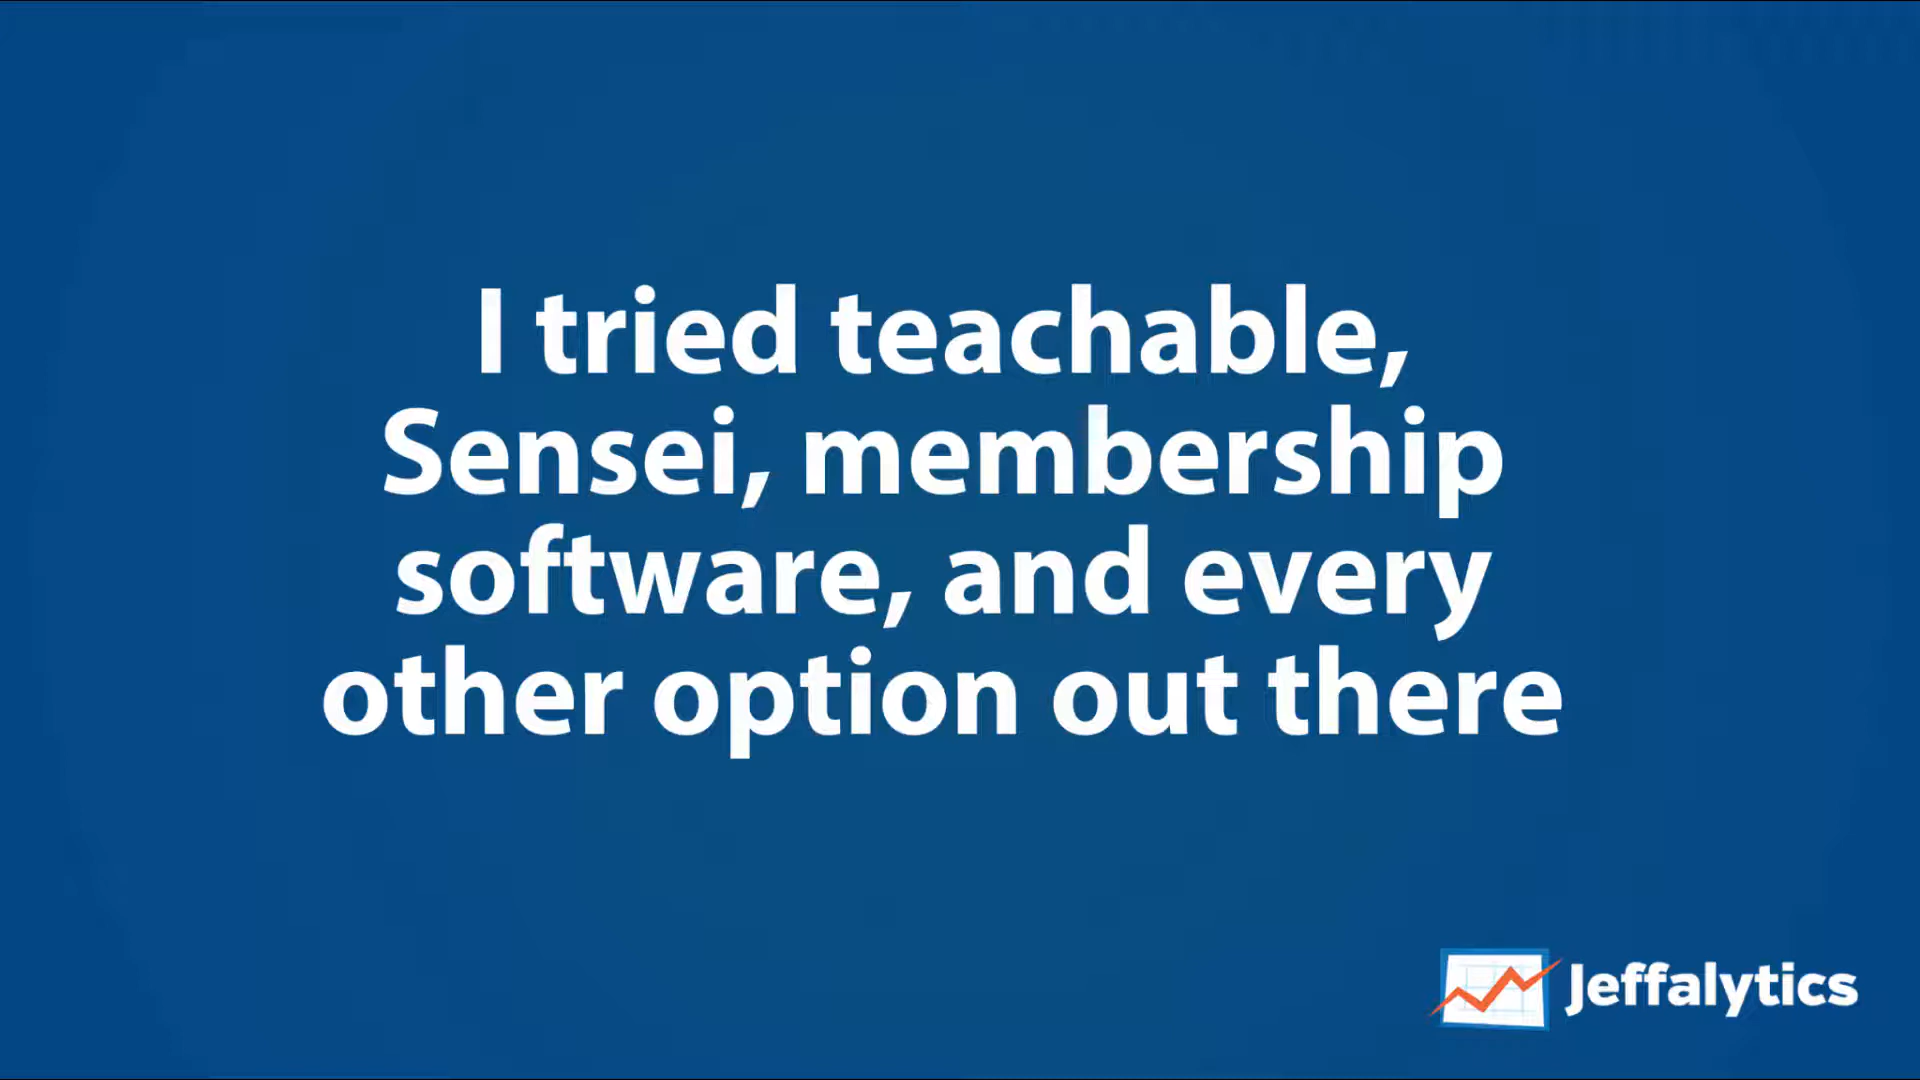 I tried teachable,
Sensei, membership
software, and every
other option out there
Jeffalytics